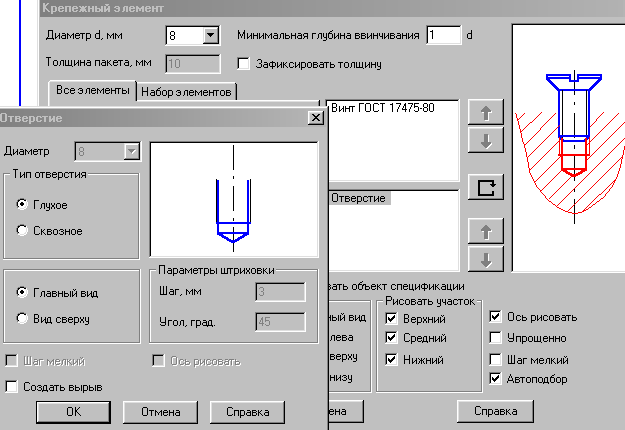 Крепежный элемент
Диаметр d, мм 8 Минимальная глубина ввинчивания 1 d
Толщина пакета, мм 10 Зафиксировать толщину
Все элементы Набор элементов
Винт ГОСТ 17475-80
Отверстие
Отверстие
Диаметр 8
Тип отверстия
Глухое
Сквозное
Главный вид
Вид сверху
Параметры штриховки
Шаг, мм 3
Угол, град. 45
Шаг мелкий Ось рисовать
Создать вырыв
OK Отмена Справка
вать объект спецификации
ный вид
лева
верху
низу
Рисовать участок
Верхний
Средний
Нижний
Ось рисовать
Упрощенно
Шаг мелкий
Автоподбор
ена Справка